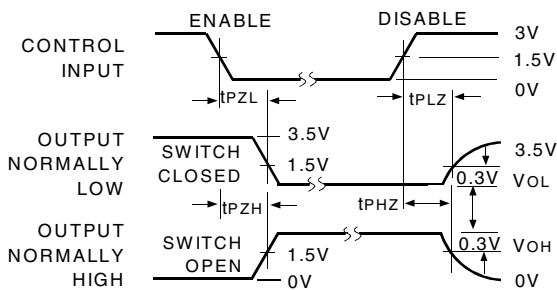 ENABLE DISABLE
CONTROL INPUT
3V
1.5V
0V
tPZL
tPLZ
OUTPUT NORMALLY LOW
SWITCH CLOSED
3.5V
1.5V
3.5V
0.3V VOL
tPZH
tPHZ
OUTPUT NORMALLY HIGH
SWITCH OPEN
1.5V
0V
0.3V VOH
0V